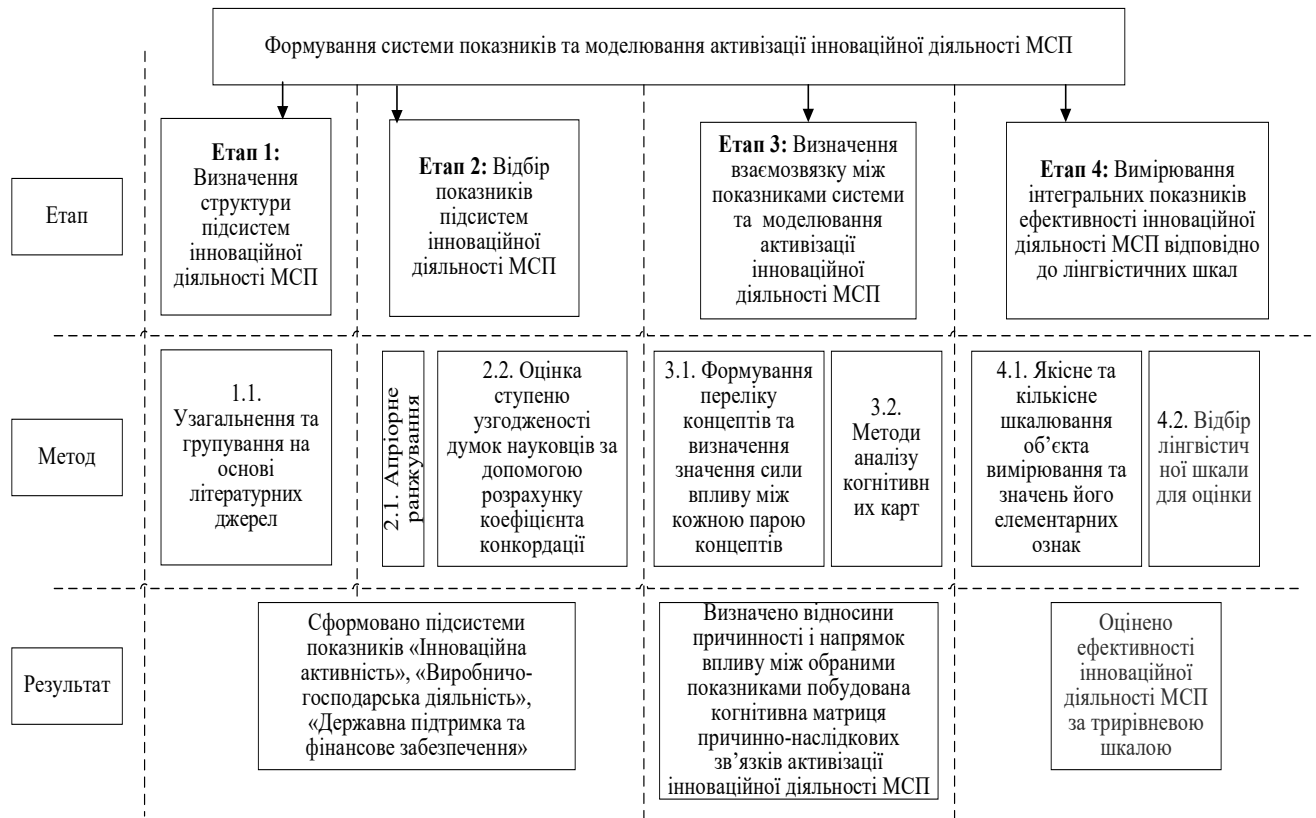 Формування системи показників та моделювання активізації інноваційної діяльності МСП
Етап
Етап 1:
Визначення
структури
підсистем
інноваційної
діяльності МСП
Етап 2: Відбір
показників
підсистем
інноваційної
діяльності МСП
Етап 3: Визначення
взаємозвязку між
показниками системи
та моделювання
активізації
інноваційної
діяльності МСП
Етап 4: Вимірювання
інтегральних показників
ефективності інноваційної
діяльності МСП відповідно
до лінгвістичних шкал
Метод
1.1.
Узагальнення та
групування на
основі
літературних
джерел
2.1. Апріорне
ранжування
2.2. Оцінка
ступеню
узгодженості
думок науковців за
допомогою
розрахунку
коефіцієнта
конкордації
3.1. Формування
переліку
концептів та
визначення
значення сили
впливу між
кожною парою
концептів
3.2.
Методи
аналізу
когнітивн
их карт
4.1. Якісне та
кількісне
шкалювання
об’єкта
вимірювання та
значень його
елементарних
ознак
4.2. Відбір
лінгвістич
ної шкали
для оцінки
Результат
Сформовано підсистеми
показників «Інноваційна
активність», «Виробничо-
господарська діяльність»,
«Державна підтримка та
фінансове забезпечення»
Визначено відносини
причинності і напрямок
впливу між обраними
показниками побудована
когнітивна матриця
причинно-наслідкових
зв’язків активізації
інноваційної діяльності МСП
Оцінено
ефективності
інноваційної
діяльності МСП
за трирівневою
шкалою